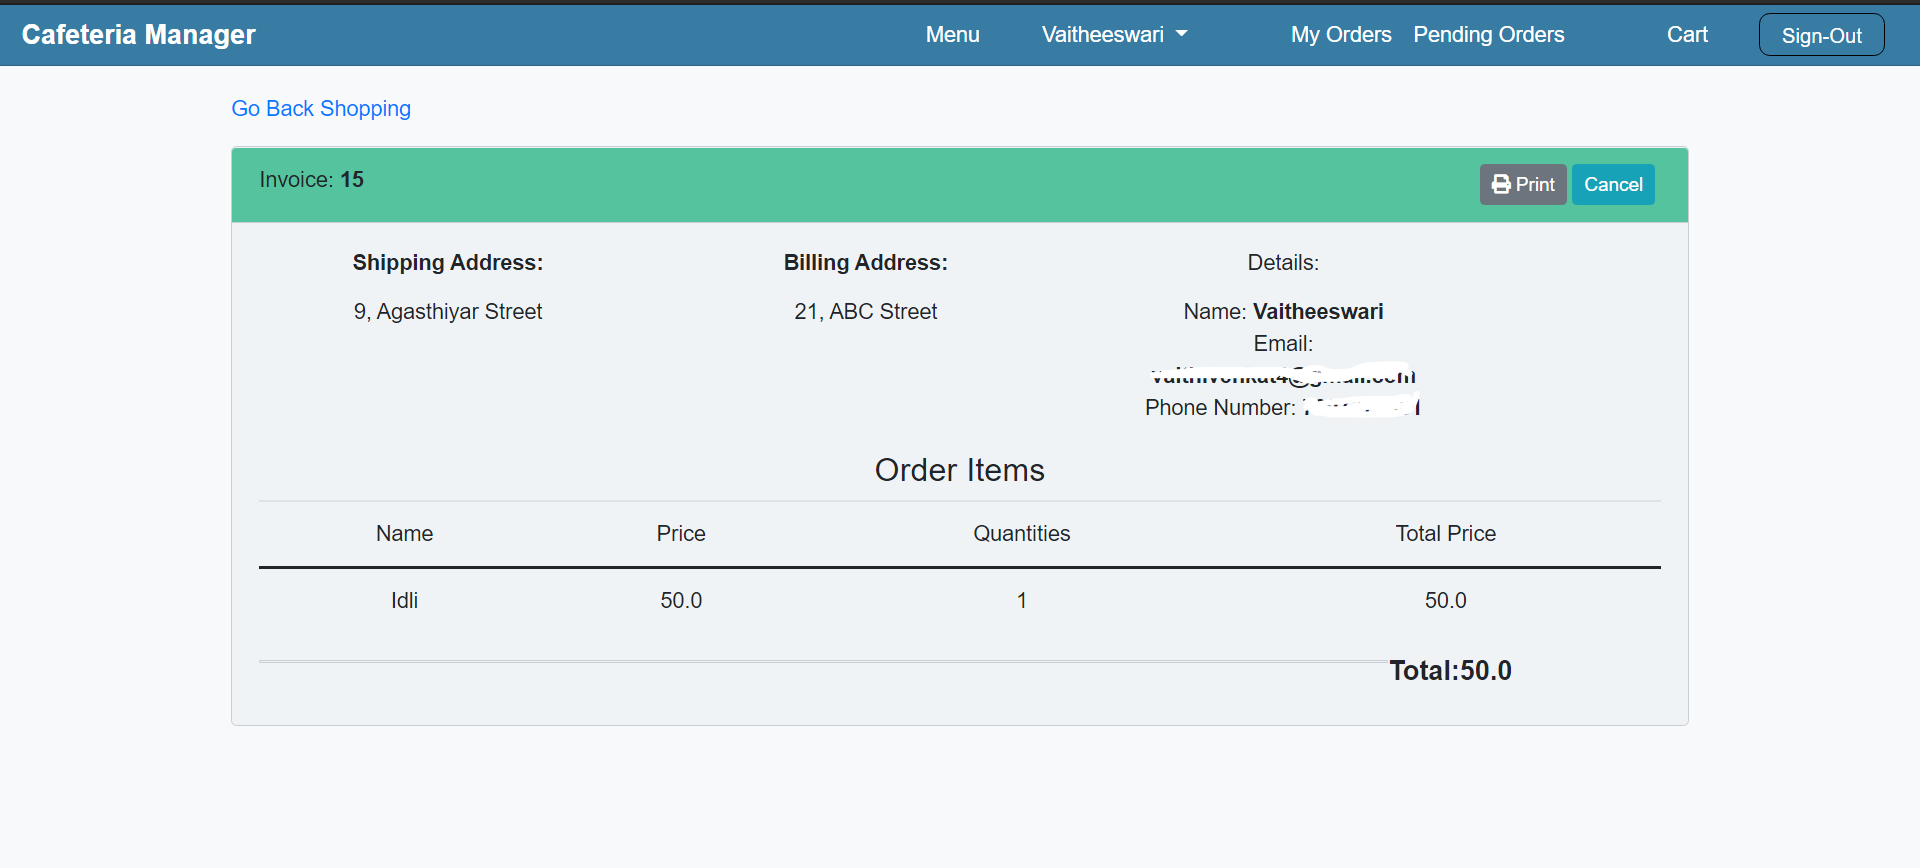 Cafeteria Manager Menu Vaitheeswari My Orders Pending Orders Cart Sign-Out
Go Back Shopping
Invoice: 15 Print Cancel
Shipping Address: Billing Address: Details:
9, Agasthiyar Street 21, ABC Street Name: Vaitheeswari
Email:
Phone Number:
Order Items
Name Price Quantities Total Price
Idli 50.0 1 50.0
Total:50.0